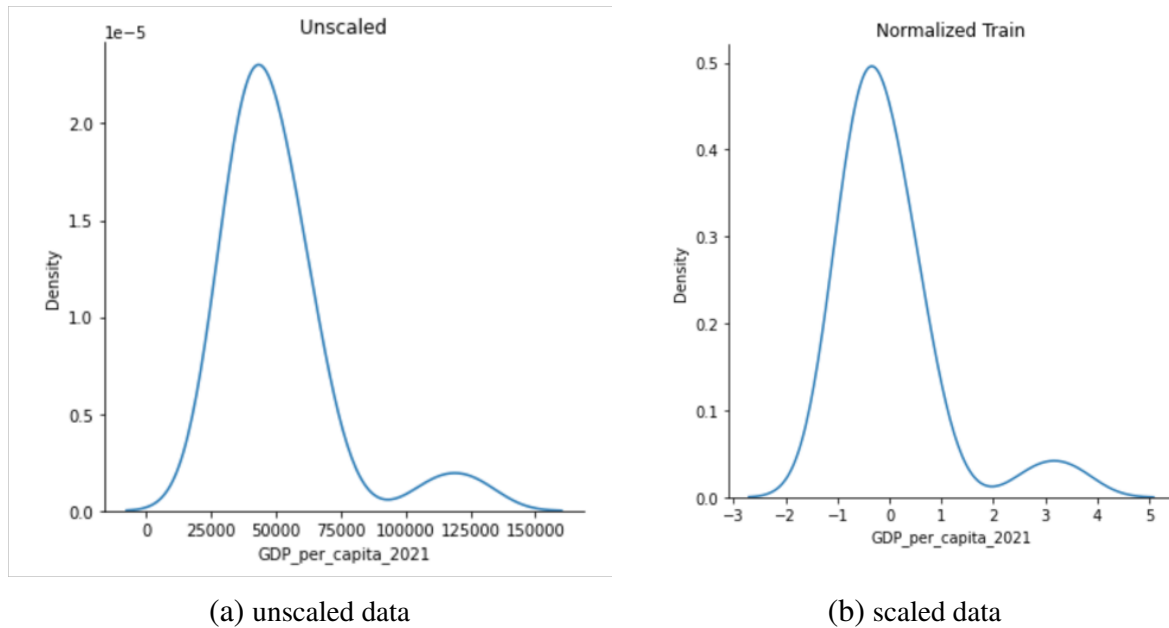 Unscaled
1e−5
2.0
1.5
1.0
0.5
0.0
Density
0 25000 50000 75000 100000 125000 150000
GDP_per_capita_2021
(a) unscaled data
Normalized Train
0.5
0.4
0.3
0.2
0.1
0.0
Density
−3 −2 −1 0 1 2 3 4 5
GDP_per_capita_2021
(b) scaled data